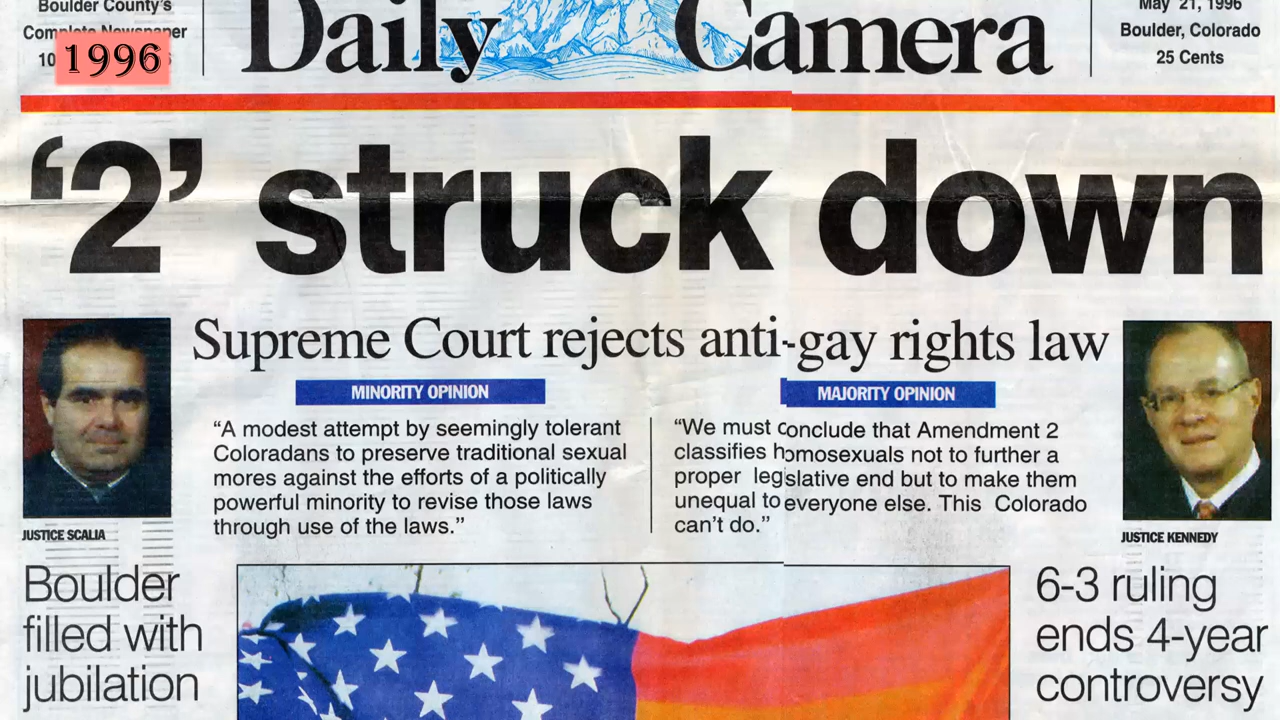 Boulder County's
Complete Newspaper
10
1996
Daily Camera
May 21, 1996
Boulder, Colorado
25 Cents
‘2’ struck down
Supreme Court rejects anti-gay rights law
MINORITY OPINION
“A modest attempt by seemingly tolerant
Coloradans to preserve traditional sexual
mores against the efforts of a politically
powerful minority to revise those laws
through use of the laws.”
MAJORITY OPINION
“We must conclude that Amendment 2
classifies homosexuals not to further a
proper legislative end but to make them
unequal to everyone else. This Colorado
can’t do.”
JUSTICE SCALIA
JUSTICE KENNEDY
Boulder
filled with
jubilation
6-3 ruling
ends 4-year
controversy